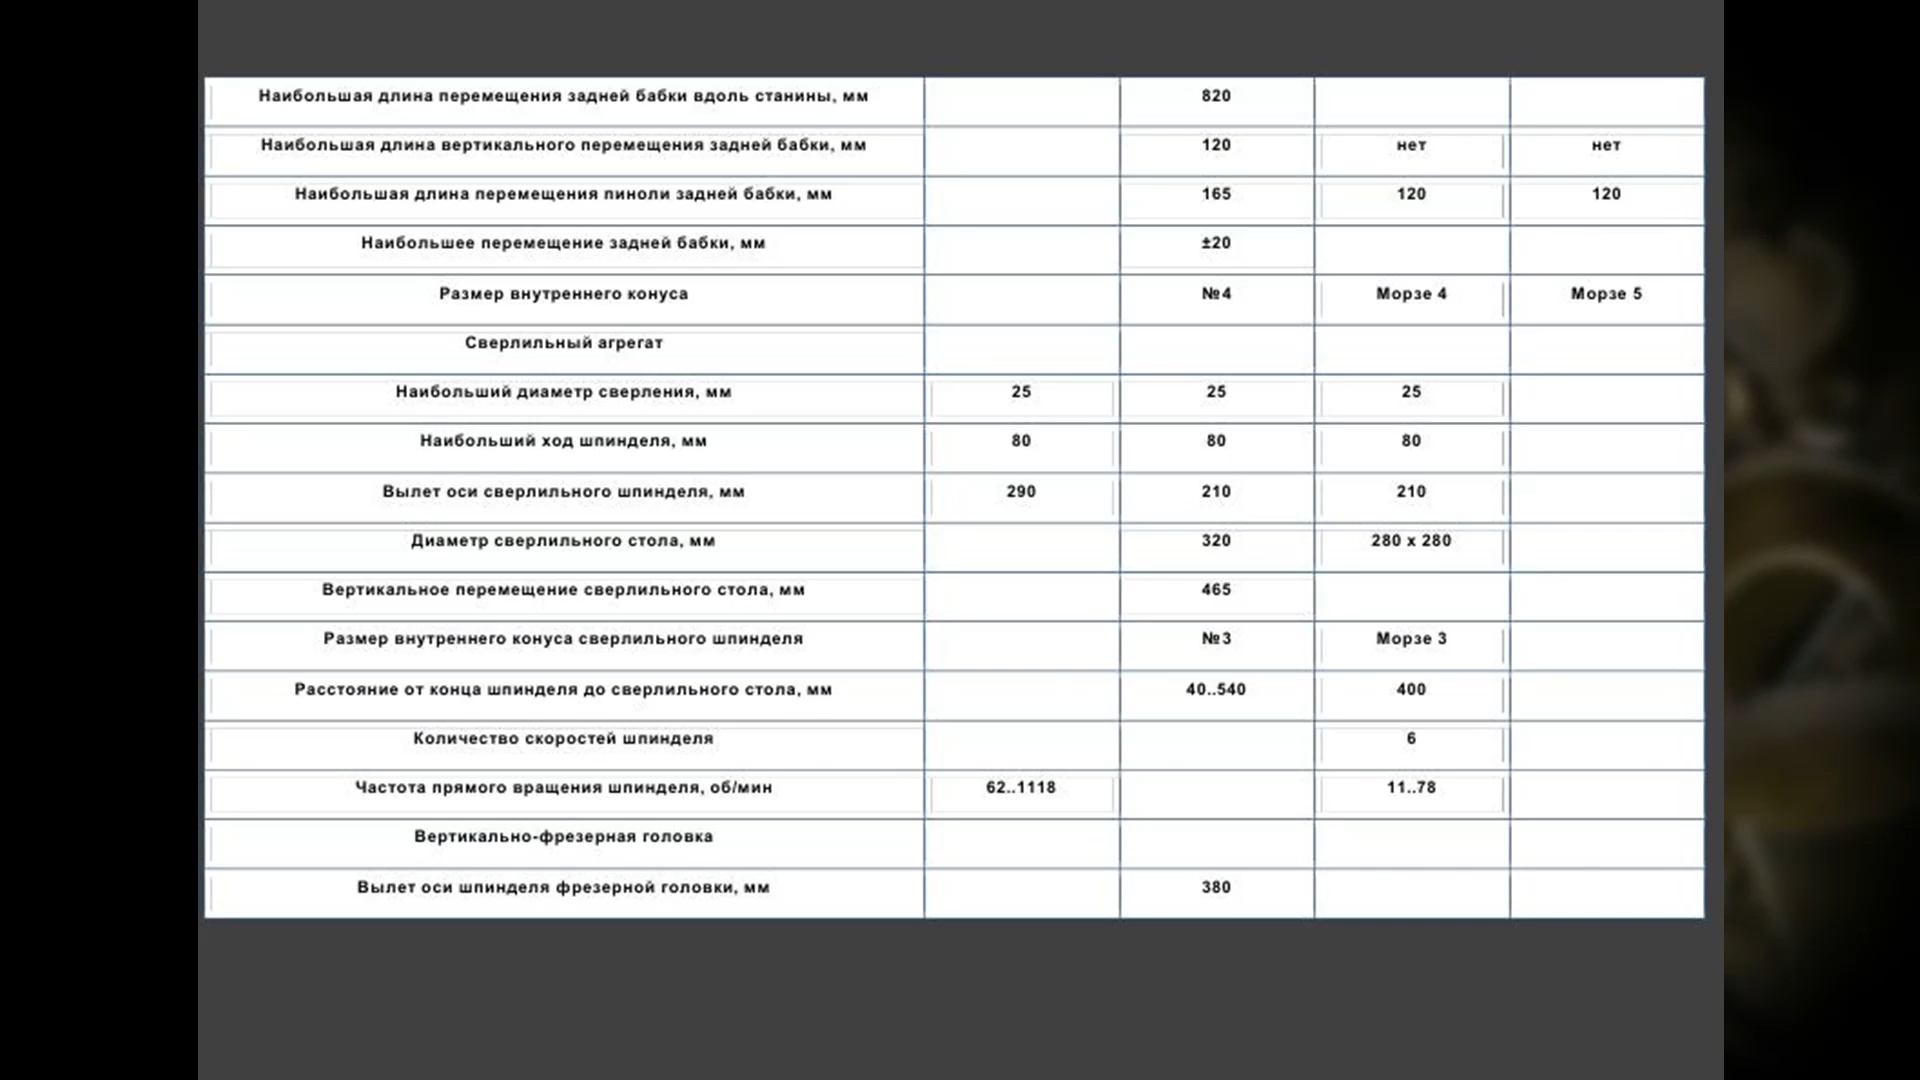 Наибольшая длина перемещения задней бабки вдоль станины, мм 820
Наибольшая длина вертикального перемещения задней бабки, мм 120 нет нет
Наибольшая длина перемещения пиноли задней бабки, мм 165 120 120
Наибольшее перемещение задней бабки, мм ±20
Размер внутреннего конуса №4 Морзе 4 Морзе 5
Сверлильный агрегат
Наибольший диаметр сверления, мм 25 25 25
Наибольший ход шпинделя, мм 80 80 80
Вылет оси сверлильного шпинделя, мм 290 210 210
Диаметр сверлильного стола, мм 320 280 x 280
Вертикальное перемещение сверлильного стола, мм 465
Размер внутреннего конуса сверлильного шпинделя №3 Морзе 3
Расстояние от конца шпинделя до сверлильного стола, мм 40..540 400
Количество скоростей шпинделя 6
Частота прямого вращения шпинделя, об/мин 62..1118 11..78
Вертикально-фрезерная головка
Вылет оси шпинделя фрезерной головки, мм 380